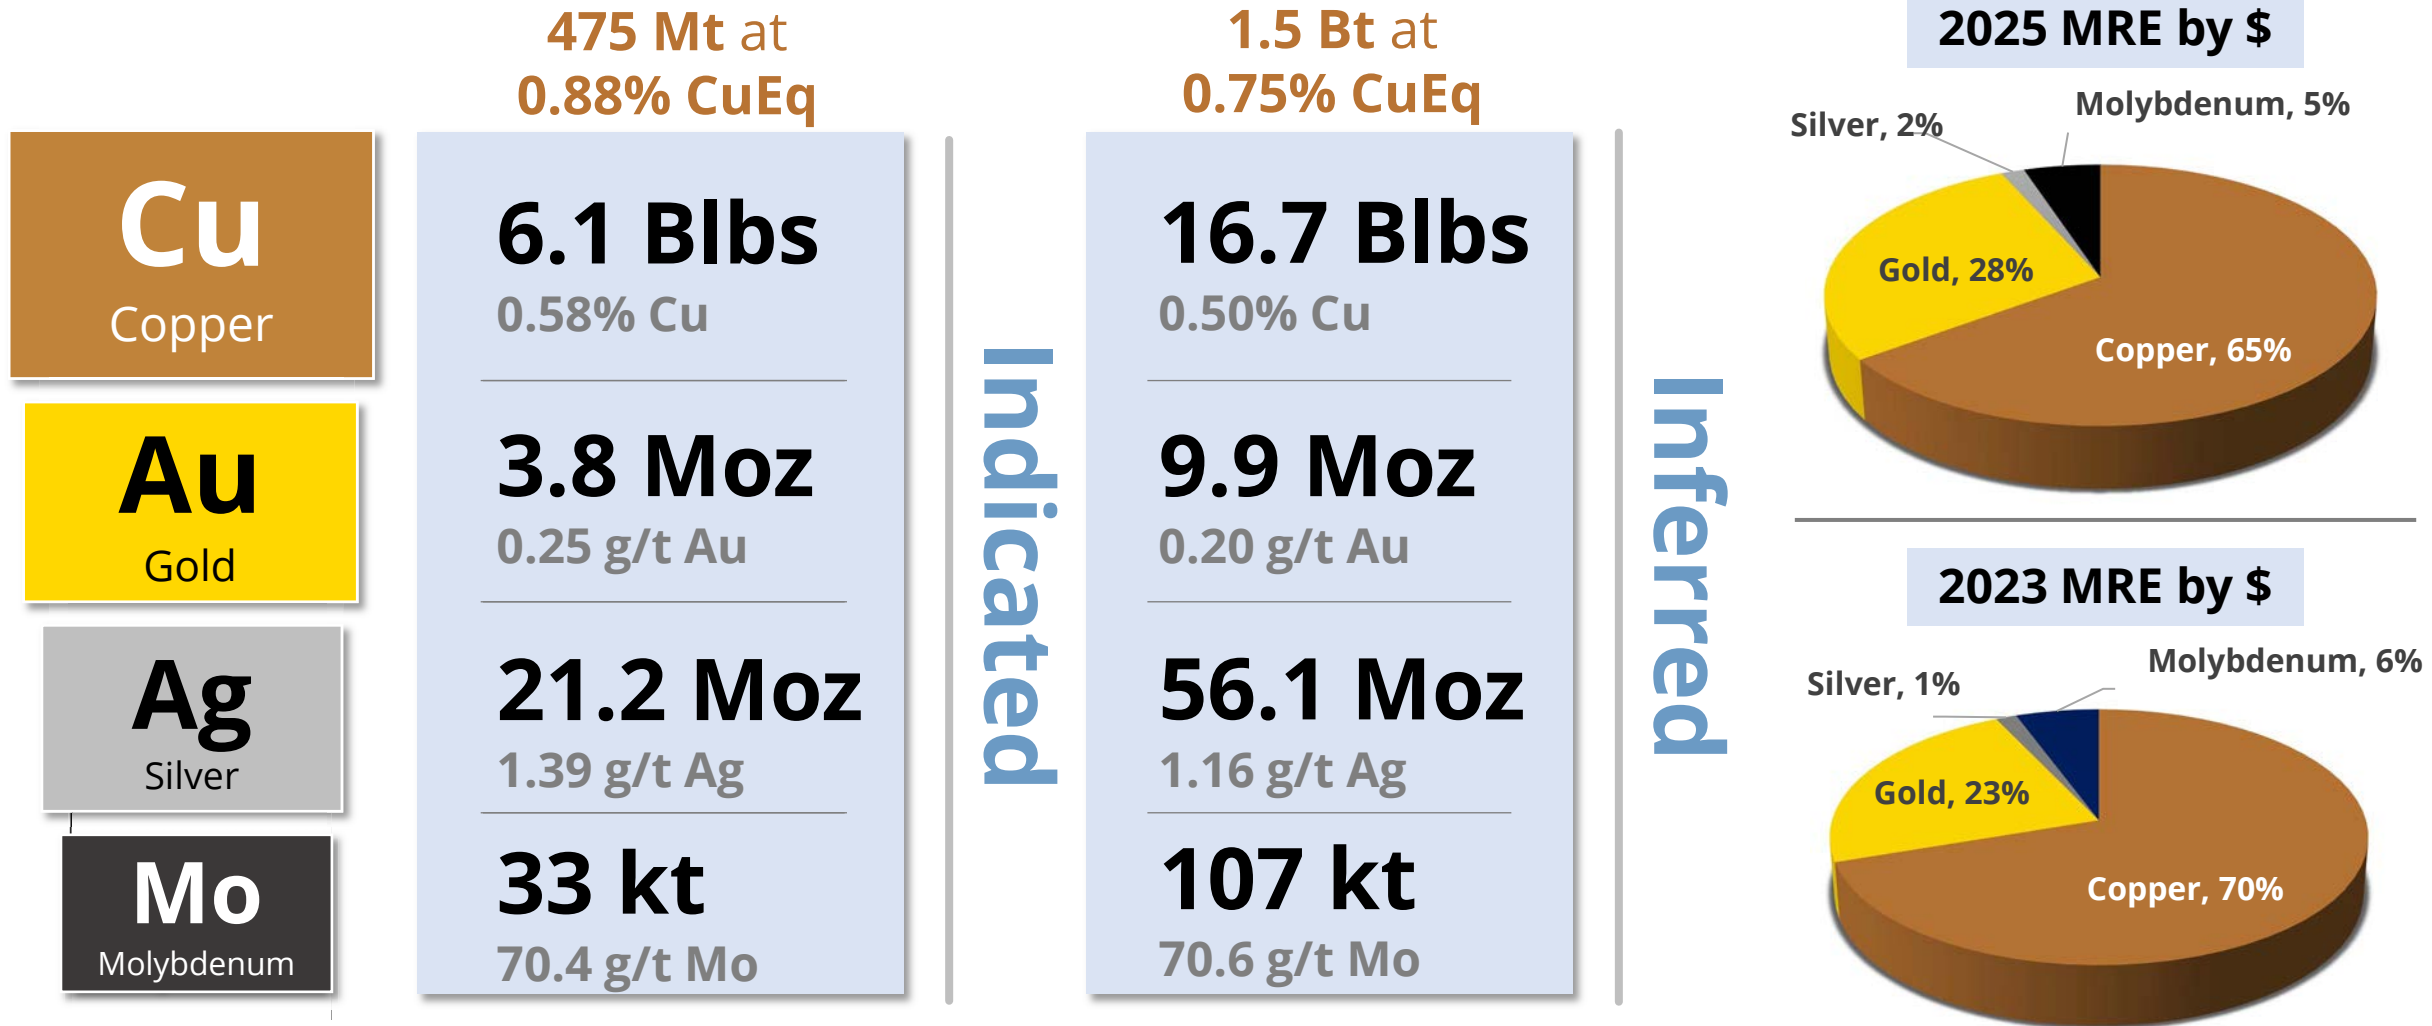 475 Mt at
0.88% CuEq
1.5 Bt at
0.75% CuEq
Cu
Copper
Au
Gold
Ag
Silver
Mo
Molybdenum
6.1 Blbs
0.58% Cu
3.8 Moz
0.25 g/t Au
21.2 Moz
1.39 g/t Ag
33 kt
70.4 g/t Mo
Indicated
16.7 Blbs
0.50% Cu
9.9 Moz
0.20 g/t Au
56.1 Moz
1.16 g/t Ag
107 kt
70.6 g/t Mo
Inferred
2025 MRE by $
Molybdenum, 5%
Silver, 2%
Gold, 28%
Copper, 65%
2023 MRE by $
Molybdenum, 6%
Silver, 1%
Gold, 23%
Copper, 70%